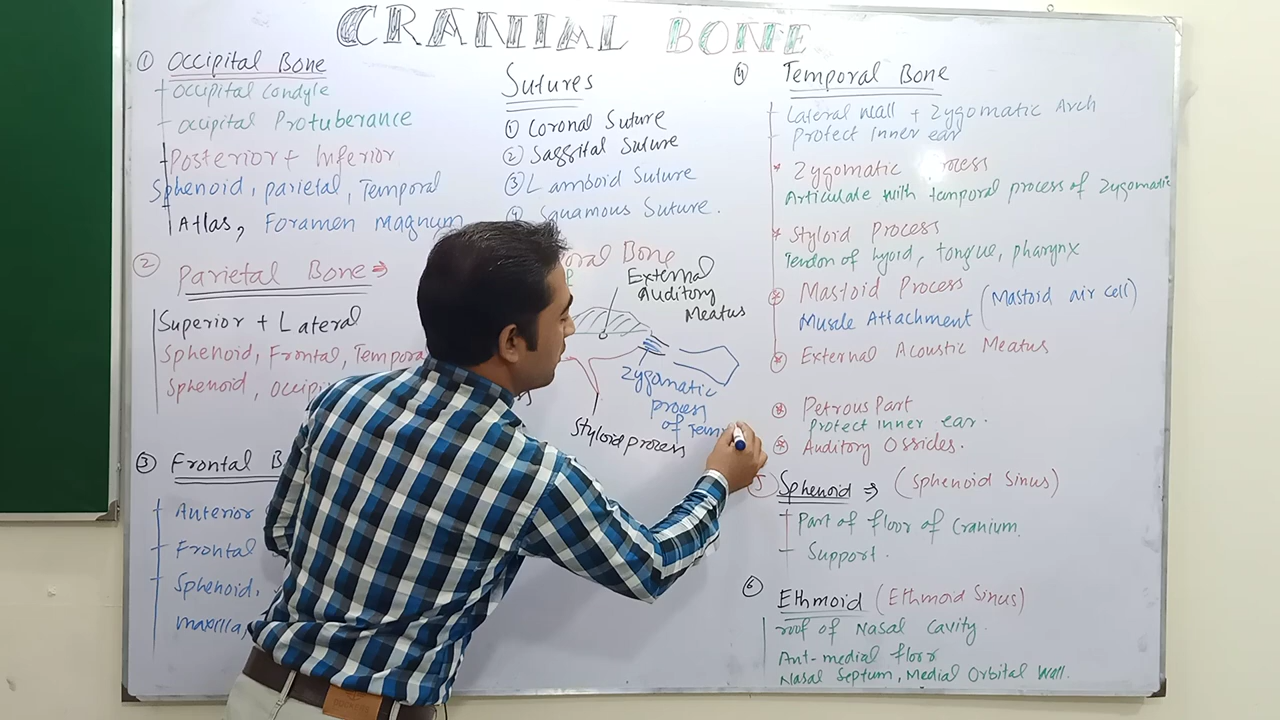 CRANIAL BONE
① Occipital Bone
Occipital Condyle
Occipital Protuberance
Posterior + Inferior
Sphenoid, parietal, Temporal
Atlas, Foramen Magnum
② Parietal Bone ⇒
Superior + Lateral
Sphenoid, Frontal, Tempora
Sphenoid,
③ Frontal B
Anterior
Frontal
Sphenoid,
maxilla,
Sutures
① Coronal Suture
② Saggital Suture
③ Lamboid Suture
④ Squamous Suture.
oral Bone
External
Auditory
Meatus
Zygomatic
process
of Tem
Styloid process
④ Temporal Bone
Lateral Wall + Zygomatic Arch
Protect Inner ear
* Zygomatic Process
Articulate with temporal process of Zygomatic
* Styloid Process
Tendon of hyoid, tongue, pharynx
* Mastoid Process
Muscle Attachment (Mastoid air cell)
* External Acoustic Meatus
* Petrous Part
Protect Inner ear.
* Auditory Ossicles.
5 Sphenoid ⇒ (Sphenoid Sinus)
Part of floor of Cranium.
- Support.
⑥ Ethmoid (Ethmoid Sinus)
roof of Nasal Cavity.
Ant-medial floor
Nasal Septum, Medial Orbital Wall.